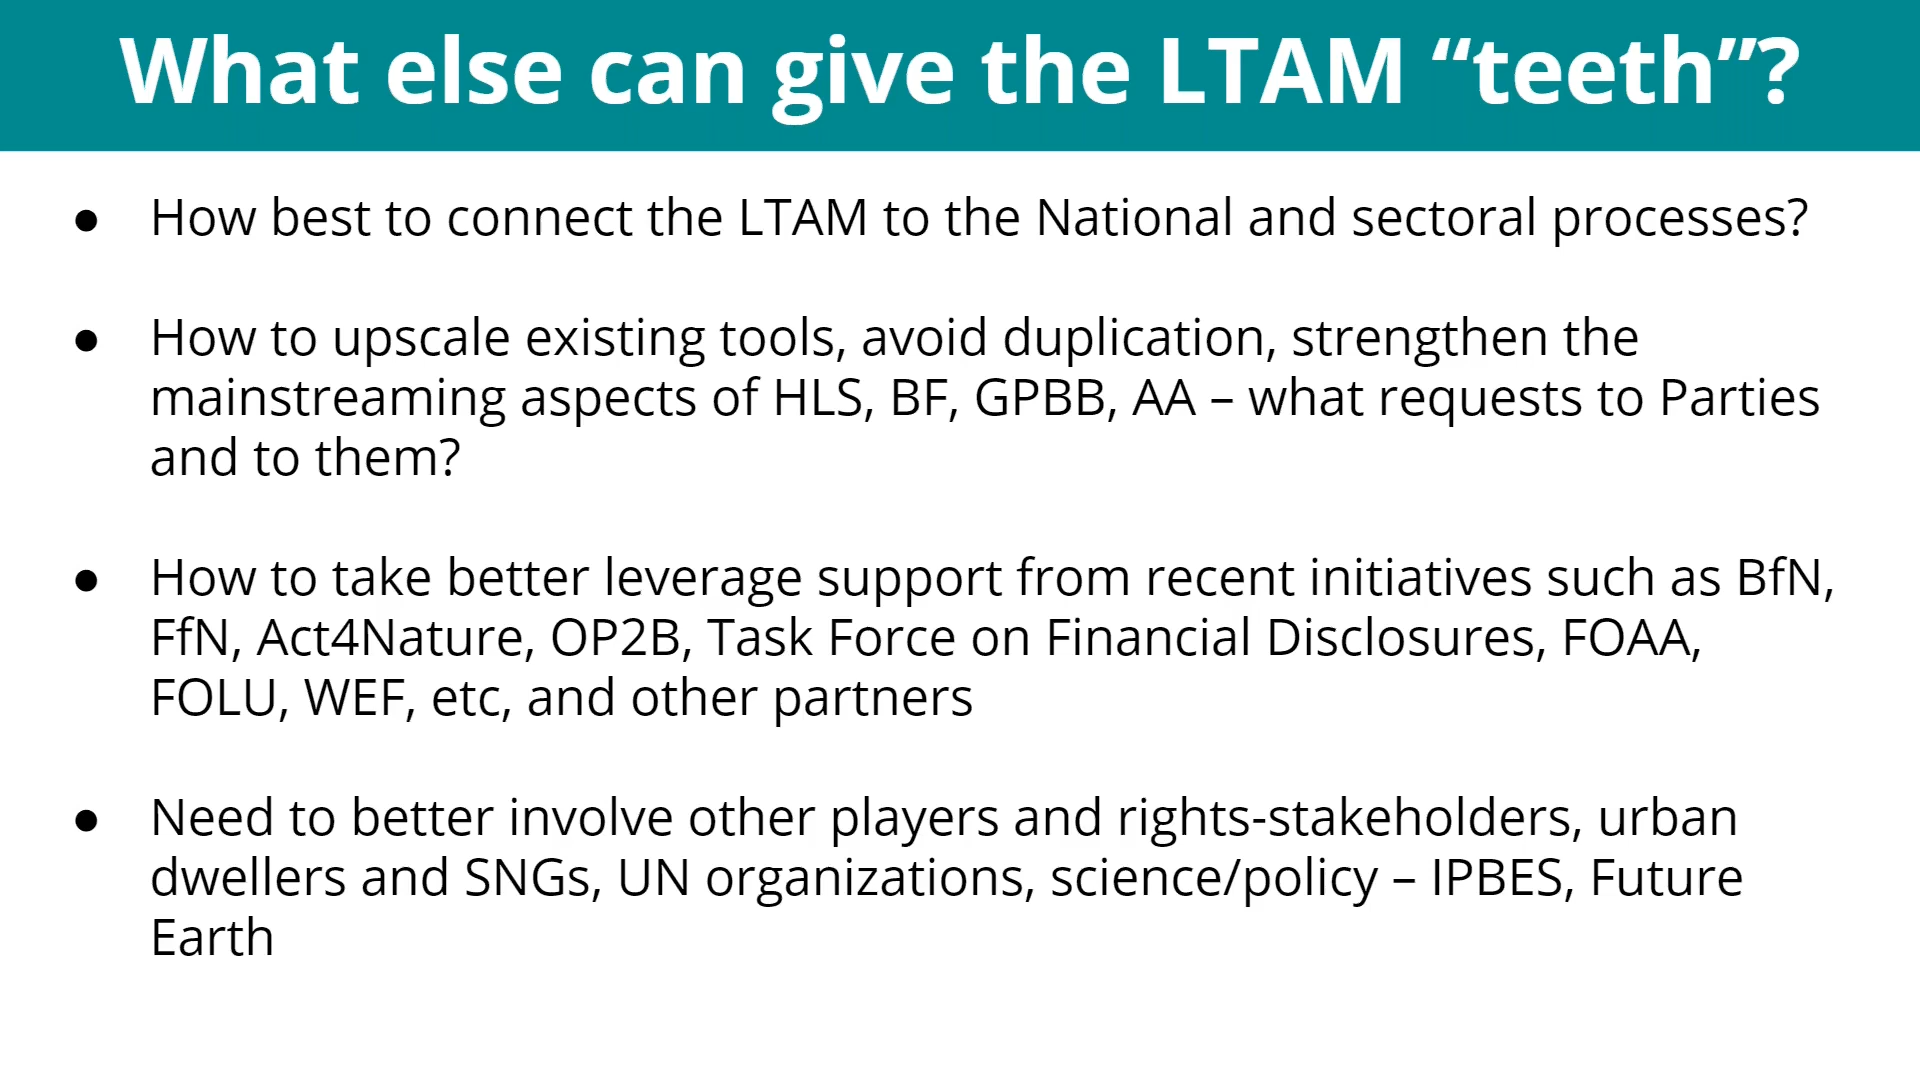 What else can give the LTAM “teeth”?
● How best to connect the LTAM to the National and sectoral processes?
● How to upscale existing tools, avoid duplication, strengthen the
mainstreaming aspects of HLS, BF, GPBB, AA – what requests to Parties
and to them?
● How to take better leverage support from recent initiatives such as BfN,
FfN, Act4Nature, OP2B, Task Force on Financial Disclosures, FOAA,
FOLU, WEF, etc, and other partners
● Need to better involve other players and rights-stakeholders, urban
dwellers and SNGs, UN organizations, science/policy – IPBES, Future
Earth